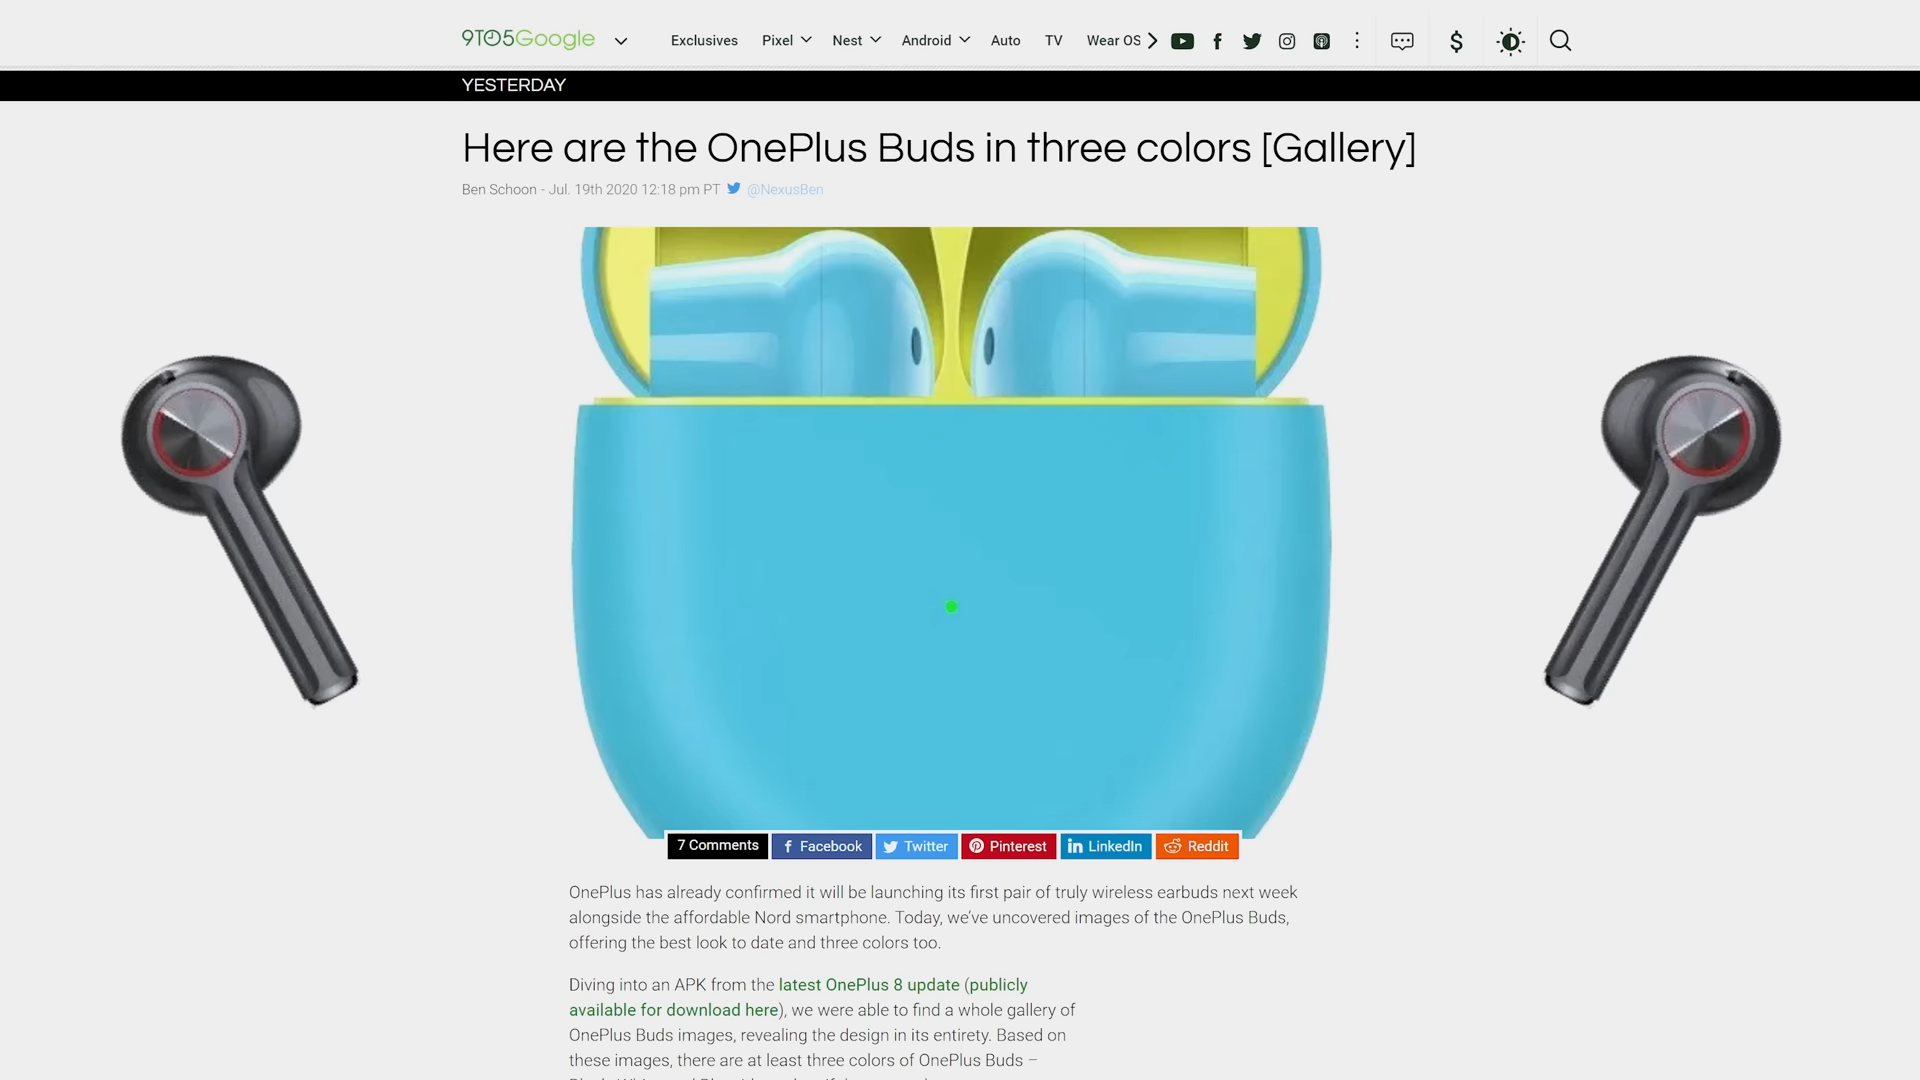 9TO5Google Exclusives Pixel Nest Android Auto TV Wear OS $
YESTERDAY
Here are the OnePlus Buds in three colors [Gallery]
Ben Schoon - Jul. 19th 2020 12:18 pm PT @NexusBen
7 Comments Facebook Twitter Pinterest LinkedIn Reddit
OnePlus has already confirmed it will be launching its first pair of truly wireless earbuds next week
alongside the affordable Nord smartphone. Today, we’ve uncovered images of the OnePlus Buds,
offering the best look to date and three colors too.
Diving into an APK from the latest OnePlus 8 update (publicly
available for download here), we were able to find a whole gallery of
OnePlus Buds images, revealing the design in its entirety. Based on
these images, there are at least three colors of OnePlus Buds –